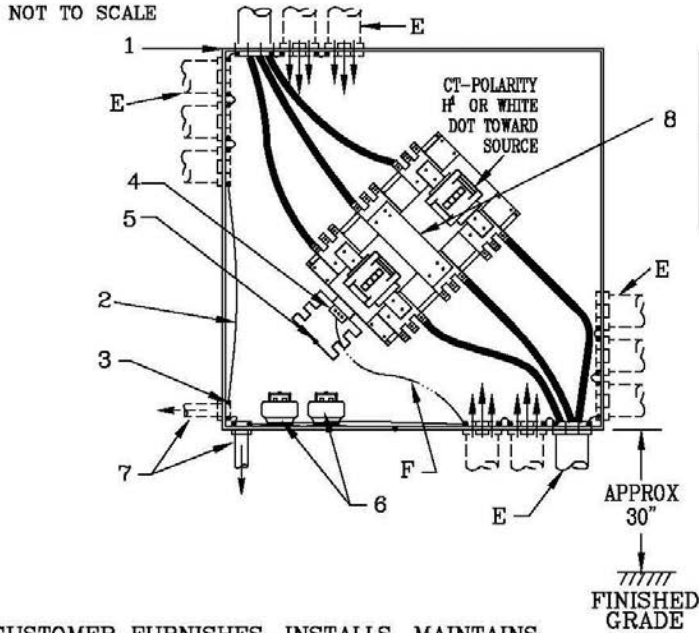 NOT TO SCALE
E
1
E
CT-POLARITY
H1 OR WHITE
DOT TOWARD
SOURCE
8
4
5
E
2
3
7
6
F
E
APPROX
30"
FINISHED
GRADE
CUSTOMER FURNISHES, INSTALLS, MAINTAINS